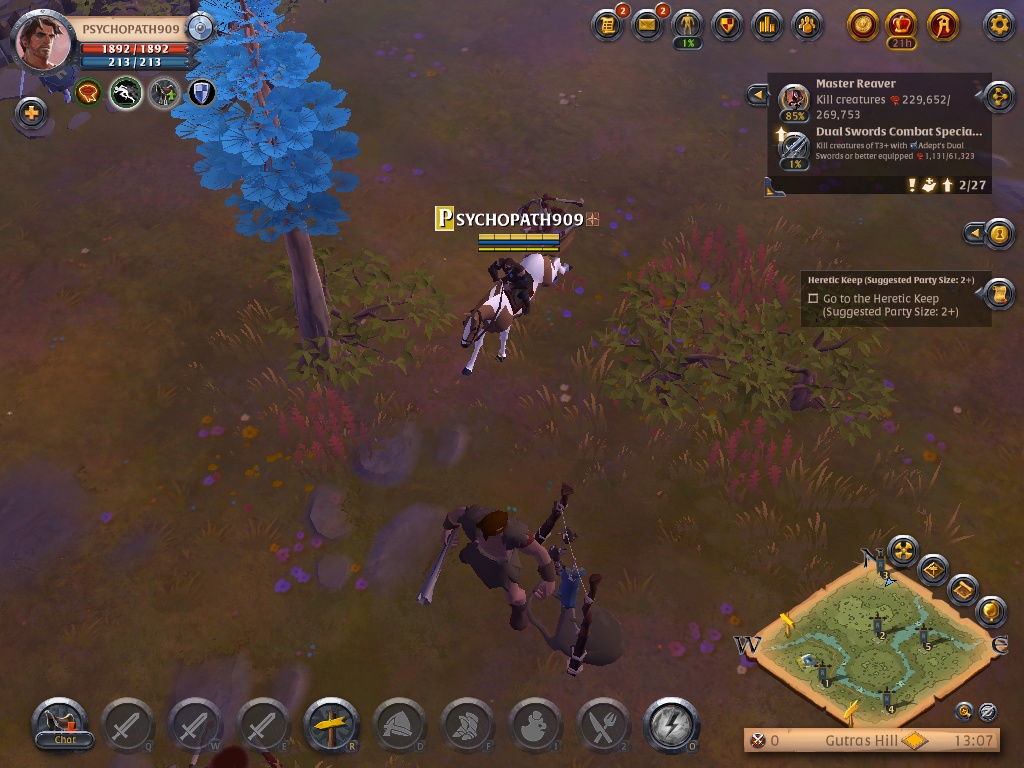 PSYCHOPATH909
1892 / 1892
213 / 213
2
2
1%
21h
Master Reaver
Kill creatures 229,652/
269,753
85%
Dual Swords Combat Specia...
Kill creatures of T3+ with Adept's Dual
Swords or better equipped 1,131/61,323
1%
2/27
PSYCHOPATH909
Heretic Keep (Suggested Party Size: 2+)
Go to the Heretic Keep
(Suggested Party Size: 2+)
N
W
E
3
2
5
1
4
Chat
Q
W
E
R
D
F
1
2
O
0
Gutras Hill
13:07